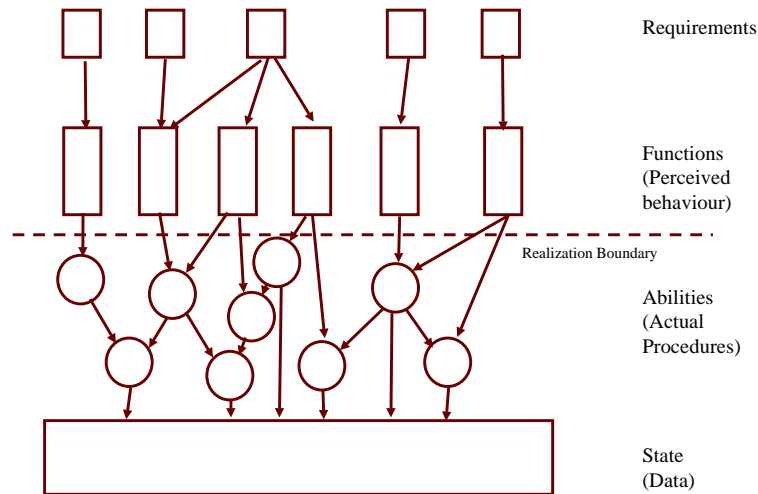 Requirements
Functions
(Perceived
behaviour)
Realization Boundary
Abilities
(Actual
Procedures)
State
(Data)